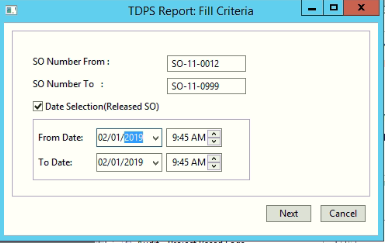 TDPS Report: Fill Criteria
SO Number From : SO-11-0012
SO Number To : SO-11-0999
Date Selection(Released SO)
From Date: 02/01/2019 9:45 AM
To Date: 02/01/2019 9:45 AM
Next Cancel